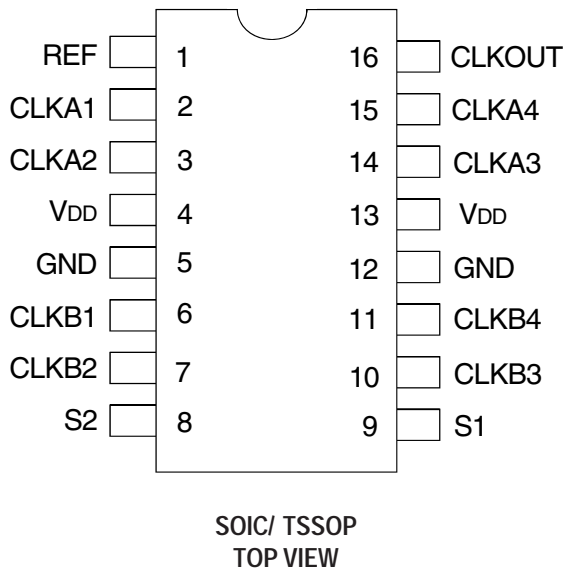 REF 1 16 CLKOUT
CLKA1 2 15 CLKA4
CLKA2 3 14 CLKA3
VDD 4 13 VDD
GND 5 12 GND
CLKB1 6 11 CLKB4
CLKB2 7 10 CLKB3
S2 8 9 S1
SOIC/ TSSOP
TOP VIEW